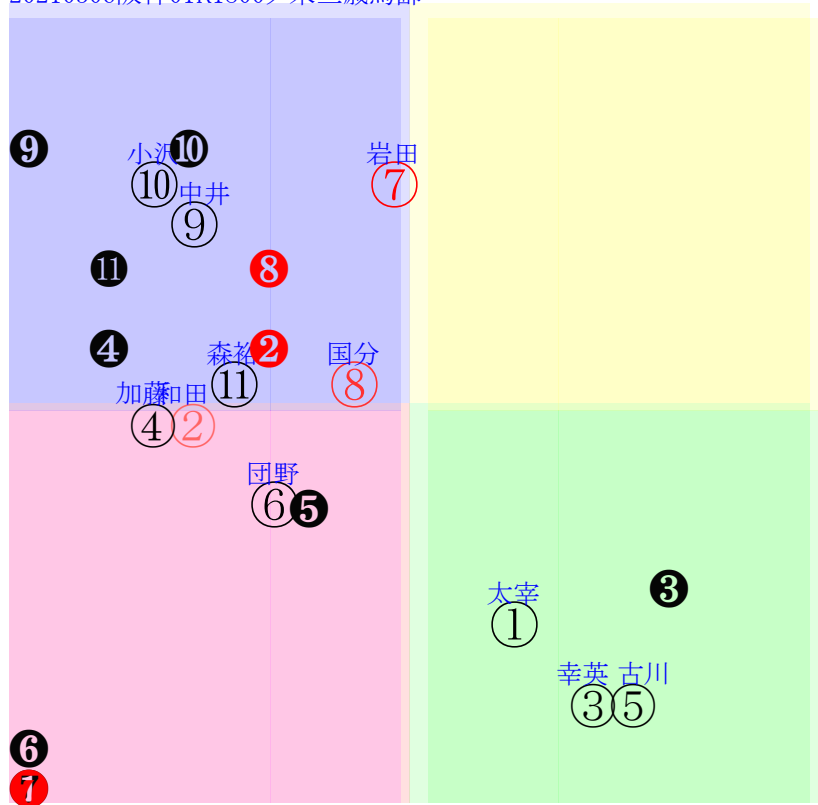 ❾
小沢
❿
岩田
⑩
⑦
中井
⑨
⓫
❽
❹
森裕
❷
国分
⑪
⑧
加藤
和田
④
②
団野
⑥
❺
太宰
❸
①
幸英
古川
③
⑤
❻
❼